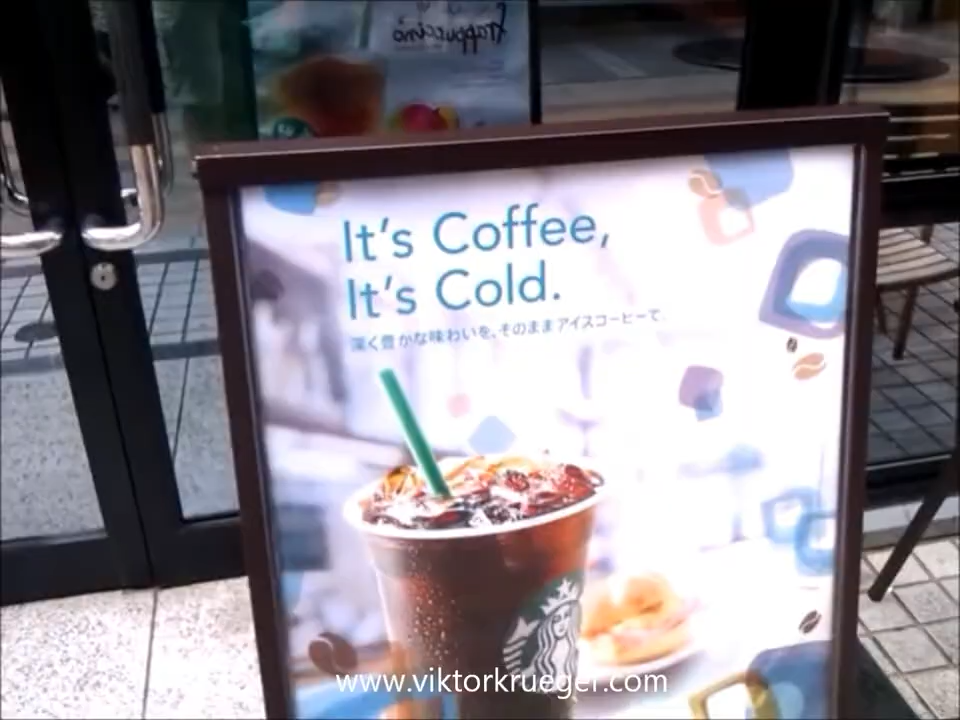 frappuccino
It's Coffee,
It's Cold.
深く豊かな味わいを、そのままアイスコーヒーで。
www.viktorkrueger.com